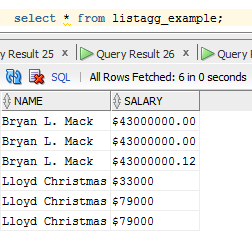 select * from listagg_example;
Query Result 25 x Query Result 26 x Query
SQL | All Rows Fetched: 6 in 0 seconds
NAME SALARY
Bryan L. Mack $43000000.00
Bryan L. Mack $43000000.00
Bryan L. Mack $43000000.12
Lloyd Christmas $33000
Lloyd Christmas $79000
Lloyd Christmas $79000